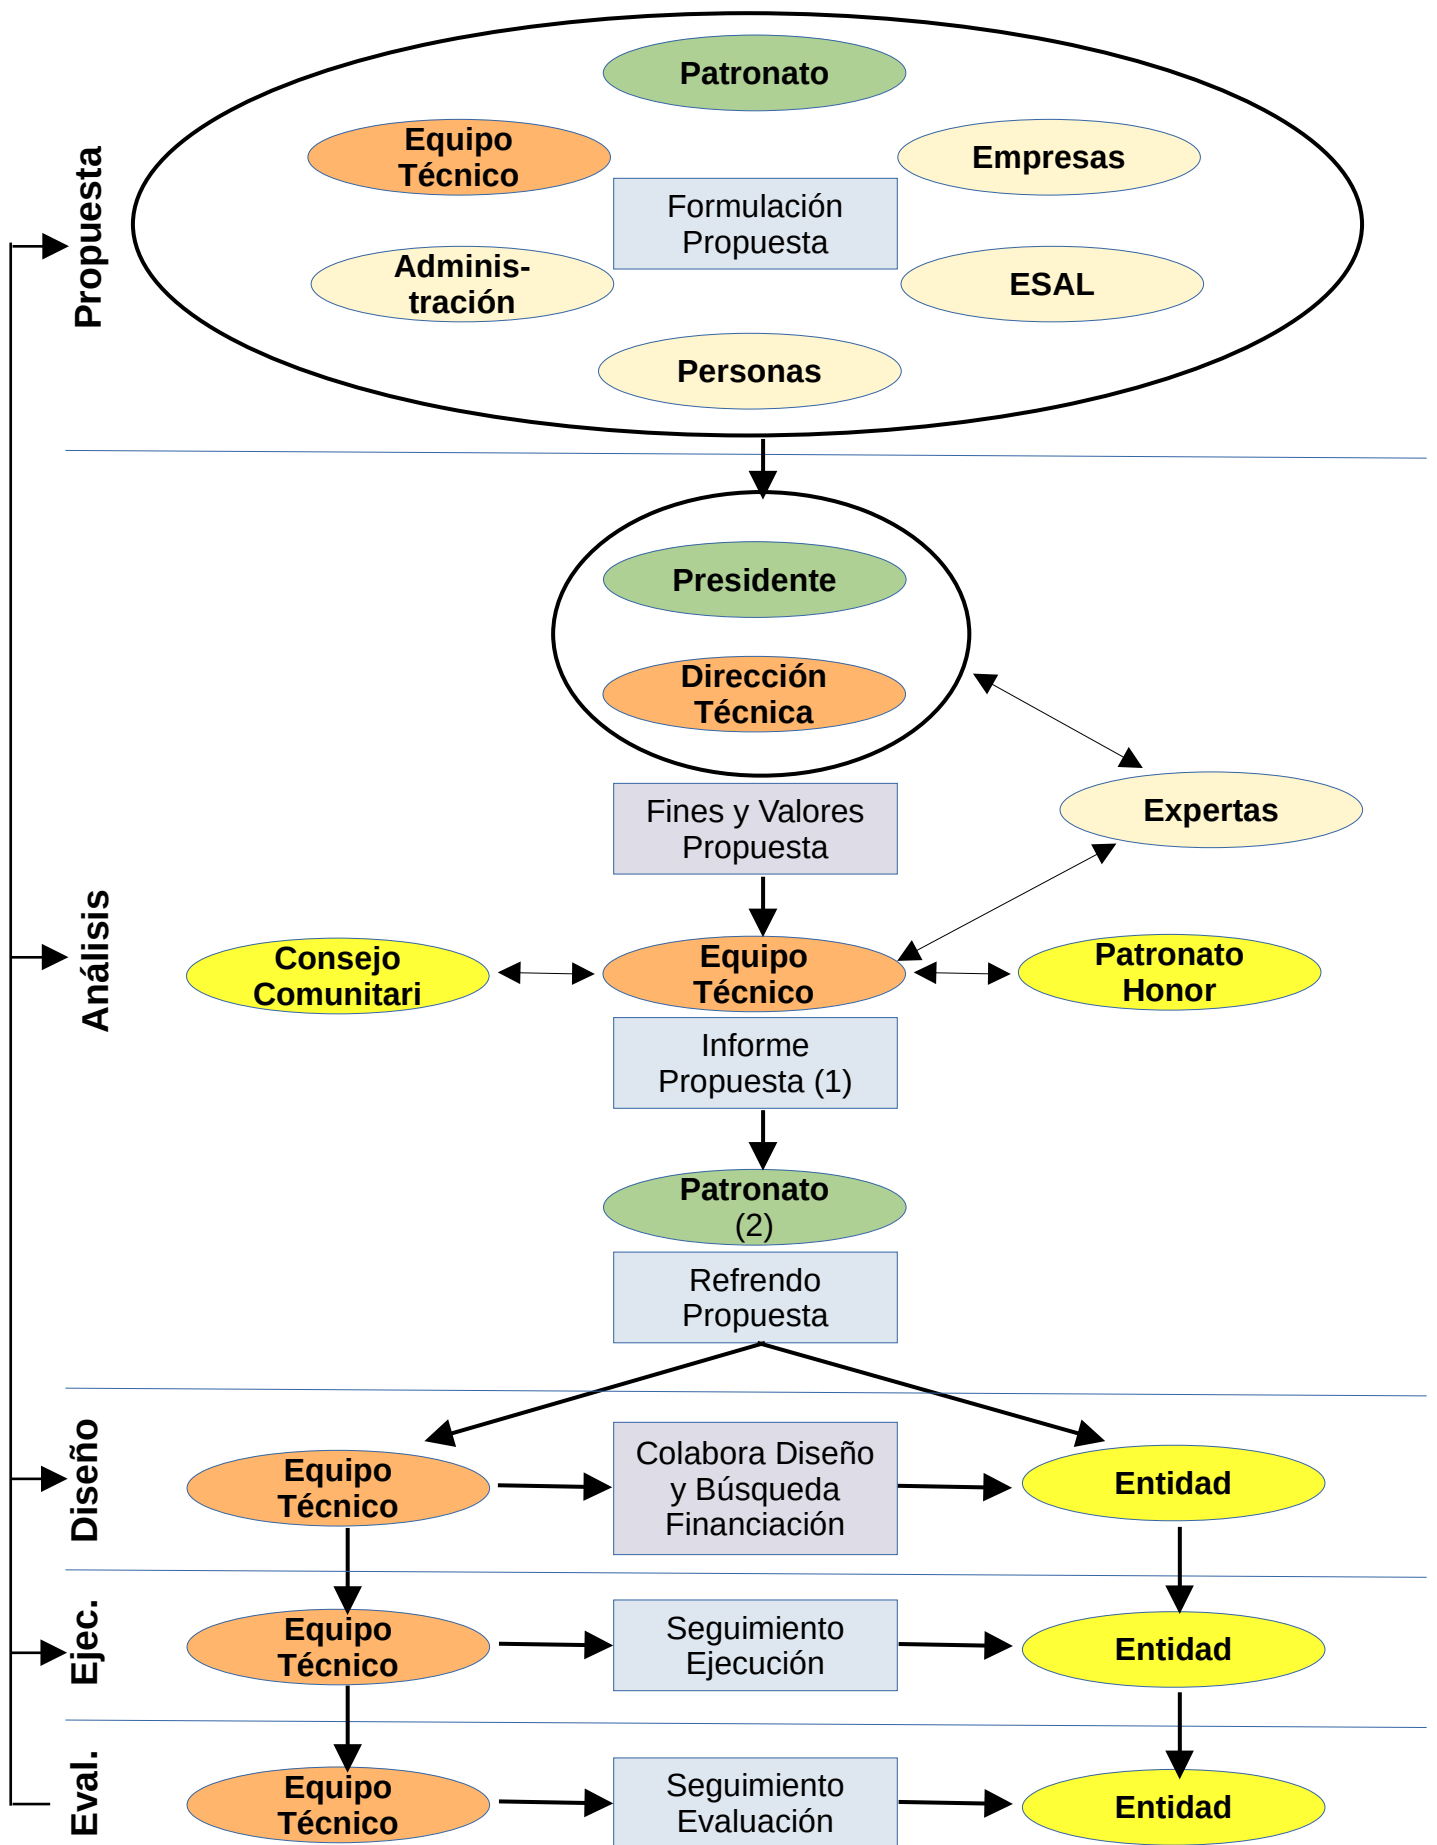 Propuesta
Patronato
Equipo
Técnico
Empresas
Formulación
Propuesta
Adminis-
tración
ESAL
Personas
Análisis
Presidente
Dirección
Técnica
Fines y Valores
Propuesta
Expertas
Consejo
Comunitari
Equipo
Técnico
Patronato
Honor
Informe
Propuesta (1)
Patronato
(2)
Refrendo
Propuesta
Diseño
Equipo
Técnico
Colabora Diseño
y Búsqueda
Financiación
Entidad
Ejec.
Equipo
Técnico
Seguimiento
Ejecución
Entidad
Eval.
Equipo
Técnico
Seguimiento
Evaluación
Entidad